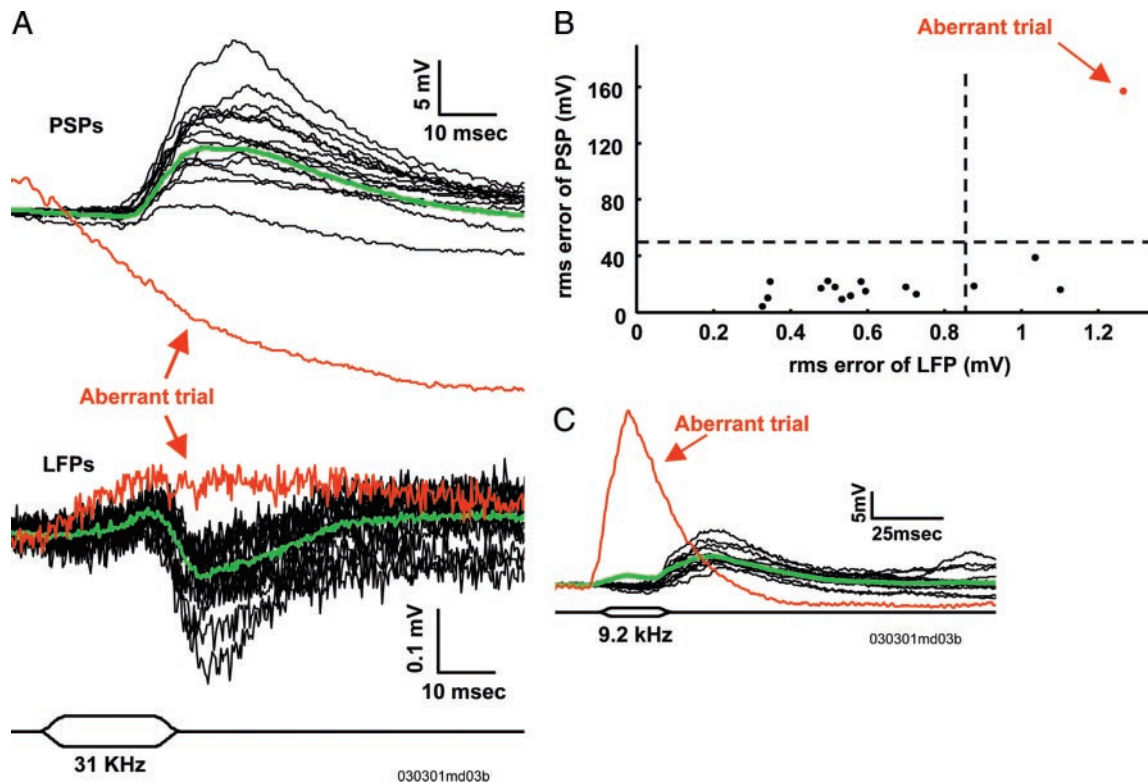 A
PSPs
5 mV
10 msec
Aberrant trial
LFPs
0.1 mV
10 msec
31 KHz
030301md03b
B
Aberrant trial
rms error of PSP (mV)
160
120
80
40
0
0 0.2 0.4 0.6 0.8 1 1.2
rms error of LFP (mV)
C
Aberrant trial
5mV
25msec
9.2 kHz
030301md03b